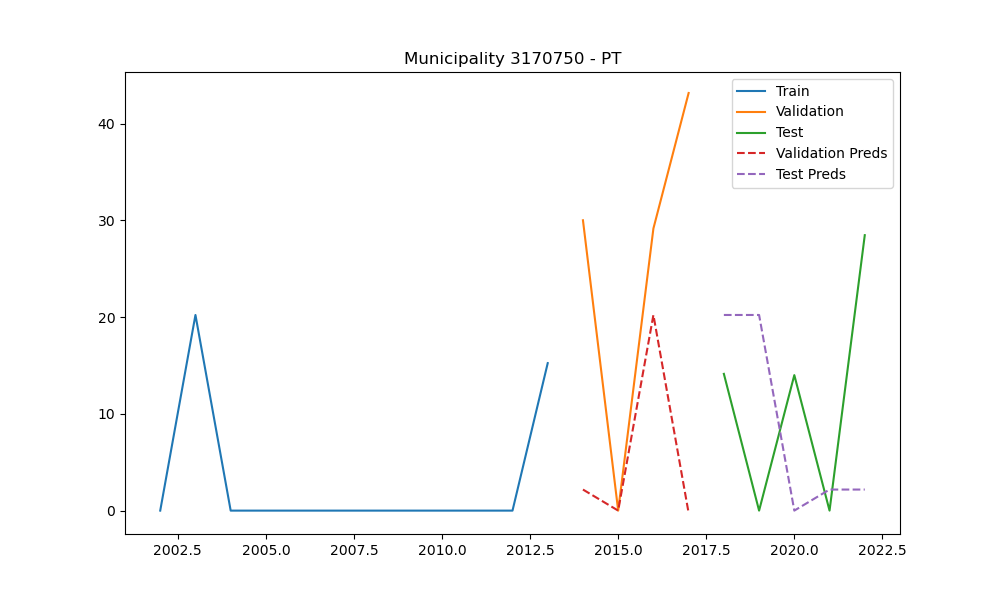 Municipality 3170750 - PT
Train
Validation
Test
Validation Preds
Test Preds
40
30
20
10
0
2002.5 2005.0 2007.5 2010.0 2012.5 2015.0 2017.5 2020.0 2022.5